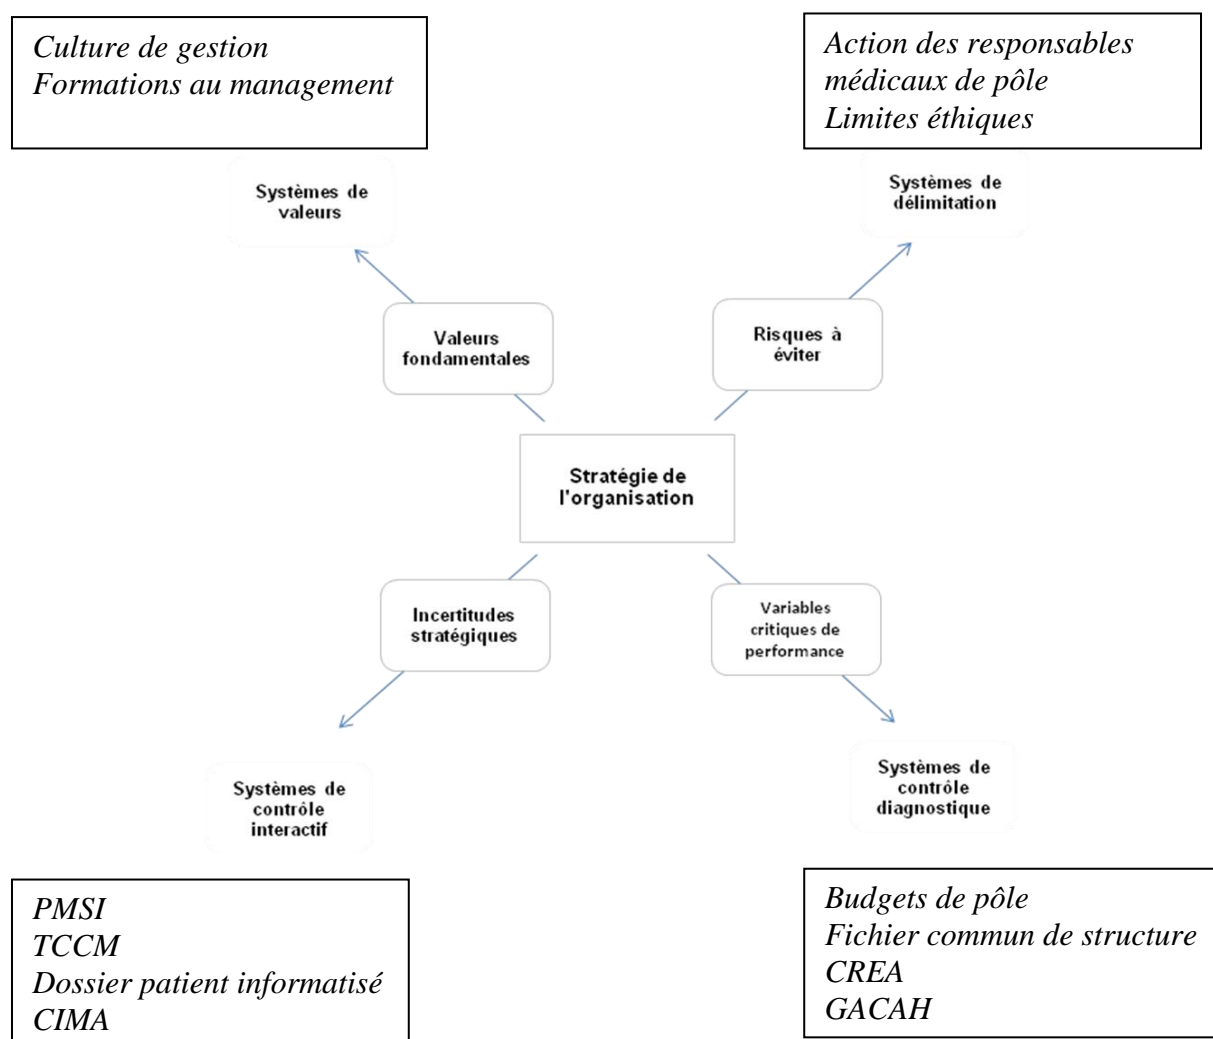 Culture de gestion
Formations au management
Action des responsables
médicaux de pôle
Limites éthiques
Systèmes de
valeurs
Systèmes de
délimitation
Valeurs
fondamentales
Risques à
éviter
Stratégie de
l'organisation
Incertitudes
stratégiques
Variables
critiques de
performance
Systèmes de
contrôle
interactif
Systèmes de
contrôle
diagnostique
PMSI
TCCM
Dossier patient informatisé
CIMA
Budgets de pôle
Fichier commun de structure
CREA
GACAH